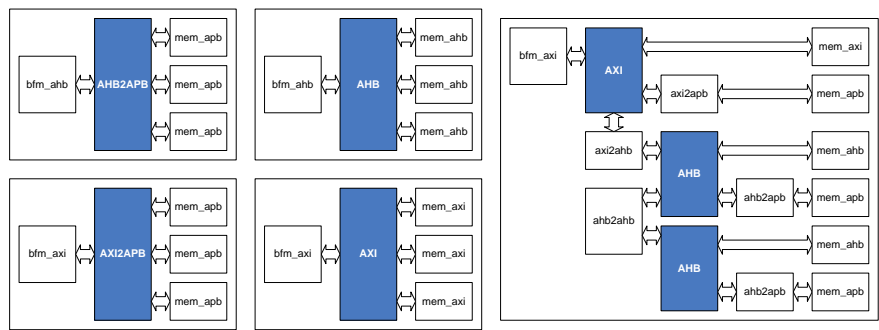 mem_apb
bfm_ahb
AHB2APB
mem_apb
mem_apb
mem_ahb
bfm_ahb
AHB
mem_ahb
mem_ahb
mem_apb
bfm_axi
AXI2APB
mem_apb
mem_apb
mem_axi
bfm_axi
AXI
mem_axi
mem_axi
bfm_axi
AXI
mem_axi
axi2apb
mem_apb
axi2ahb
AHB
mem_ahb
ahb2apb
mem_apb
ahb2ahb
AHB
mem_ahb
ahb2apb
mem_apb